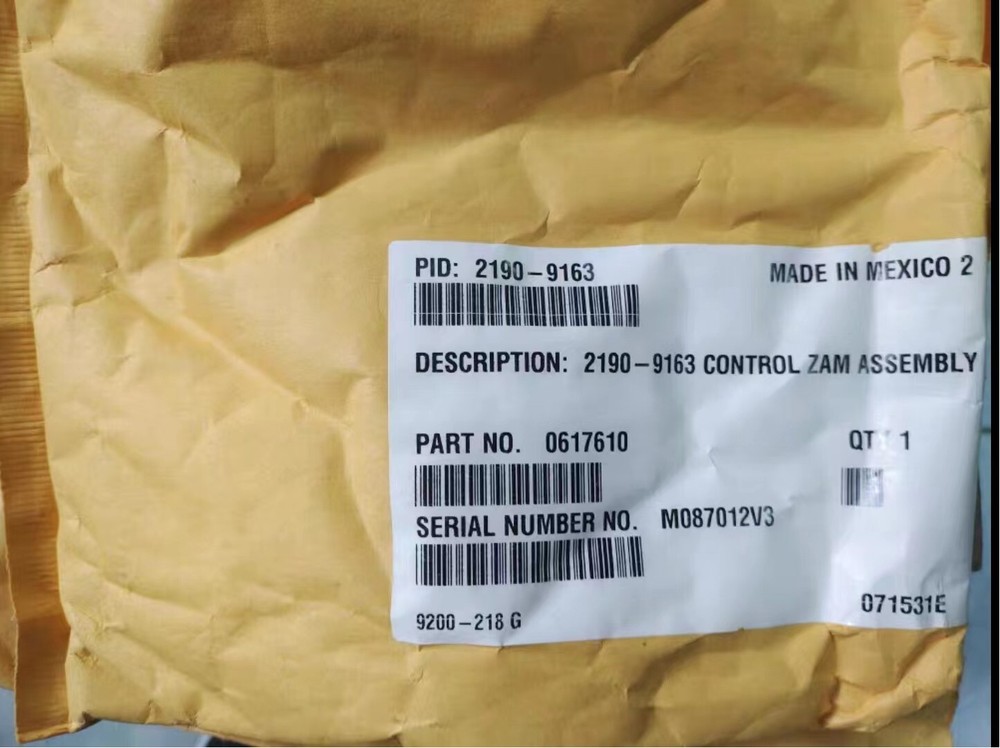 PID: 2190-9163
MADE IN MEXICO 2
DESCRIPTION: 2190-9163 CONTROL ZAM ASSEMBLY
PART NO. 0617610
QTY 1
SERIAL NUMBER NO. M087012V3
9200-218 G
071531E